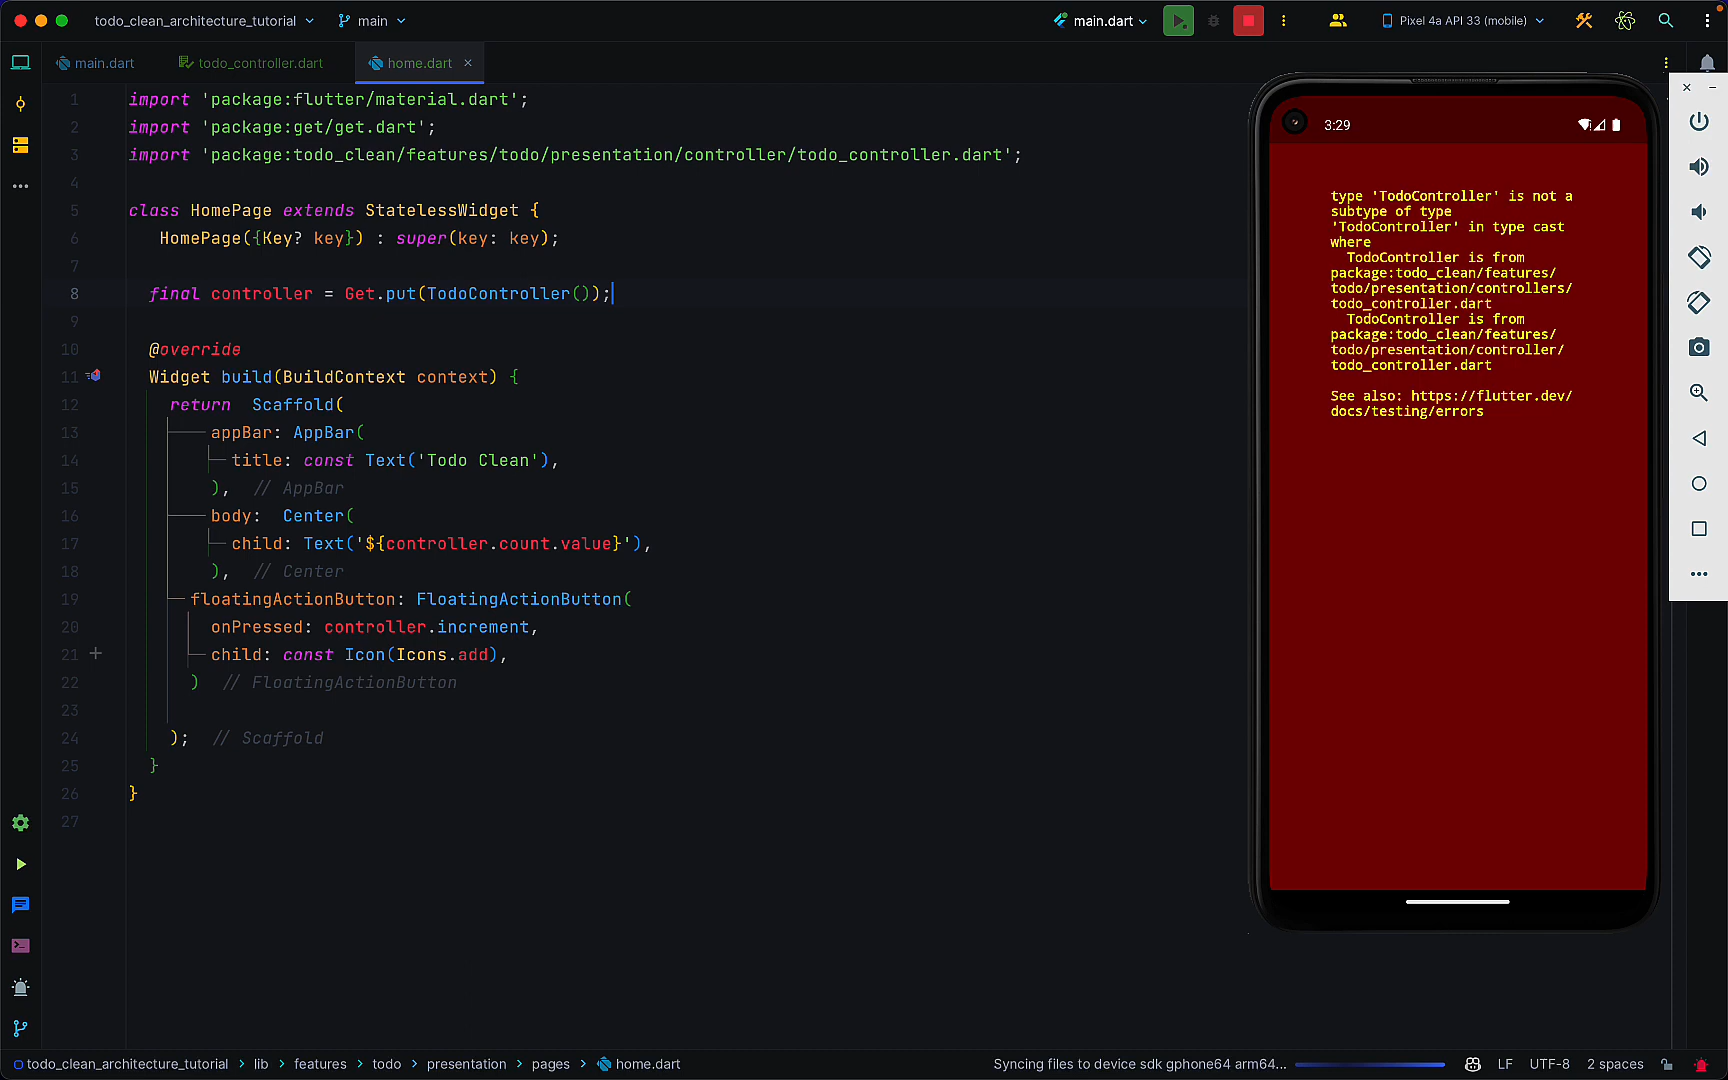 todo_clean_architecture_tutorial main main.dart Pixel 4a API 33 (mobile)
main.dart todo_controller.dart home.dart
1 import 'package:flutter/material.dart';
2 import 'package:get/get.dart';
3 import 'package:todo_clean/features/todo/presentation/controller/todo_controller.dart';
4
5 class HomePage extends StatelessWidget {
6 HomePage({Key? key}) : super(key: key);
7
8 final controller = Get.put(TodoController());
9
10 @override
11 Widget build(BuildContext context) {
12 return Scaffold(
13 appBar: AppBar(
14 title: const Text('Todo Clean'),
15 ), // AppBar
16 body: Center(
17 child: Text('${controller.count.value}'),
18 ), // Center
19 floatingActionButton: FloatingActionButton(
20 onPressed: controller.increment,
21 child: const Icon(Icons.add),
22 ) // FloatingActionButton
23
24 ); // Scaffold
25 }
26 }
27
3:29
type 'TodoController' is not a
subtype of type
'TodoController' in type cast
where
TodoController is from
package:todo_clean/features/
todo/presentation/controllers/
todo_controller.dart
TodoController is from
package:todo_clean/features/
todo/presentation/controller/
todo_controller.dart
See also: https://flutter.dev/
docs/testing/errors
todo_clean_architecture_tutorial > lib > features > todo > presentation > pages > home.dart Syncing files to device sdk gphone64 arm64... LF UTF-8 2 spaces